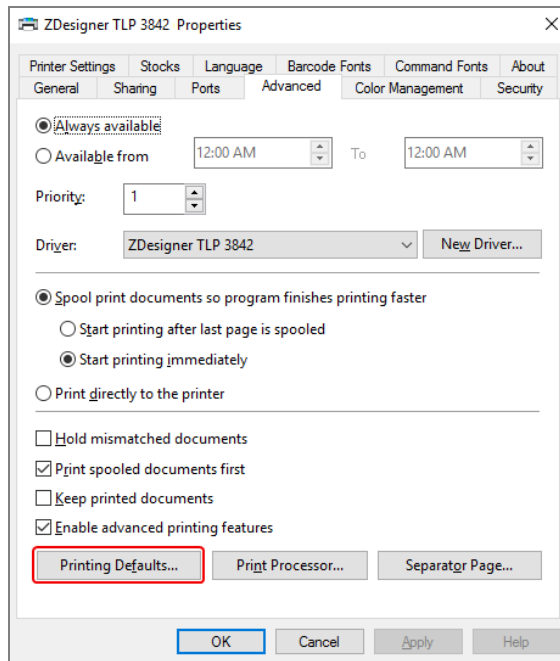 ZDesigner TLP 3842 Properties
Printer Settings Stocks Language Barcode Fonts Command Fonts About
General Sharing Ports Advanced Color Management Security
Always available
Available from 12:00 AM To 12:00 AM
Priority: 1
Driver: ZDesigner TLP 3842 New Driver...
Spool print documents so program finishes printing faster
Start printing after last page is spooled
Start printing immediately
Print directly to the printer
Hold mismatched documents
Print spooled documents first
Keep printed documents
Enable advanced printing features
Printing Defaults... Print Processor... Separator Page...
OK Cancel Apply Help